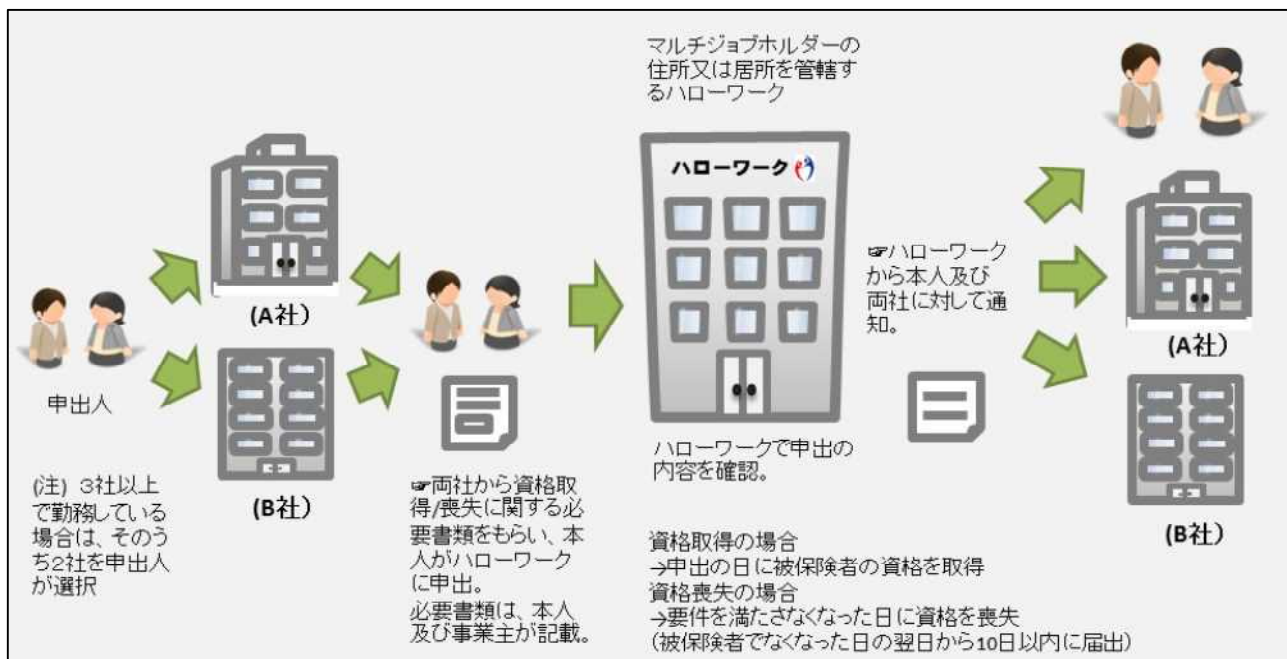 マルチジョブホルダーの
住所又は居所を管轄す
るハローワーク
ハローワーク
☞ハローワーク
から本人及び
両社に対して通
知。
(A社)
(A社)
申出人
ハローワークで申出の
内容を確認。
(注) 3社以上
で勤務している
場合は、そのう
ち2社を申出人
が選択
(B社)
☞両社から資格取
得/喪失に関する必
要書類をもらい、本
人がハローワーク
に申出。
必要書類は、本人
及び事業主が記載。
(B社)
資格取得の場合
→申出の日に被保険者の資格を取得
資格喪失の場合
→要件を満たさなくなった日に資格を喪失
(被保険者でなくなった日の翌日から10日以内に届出)